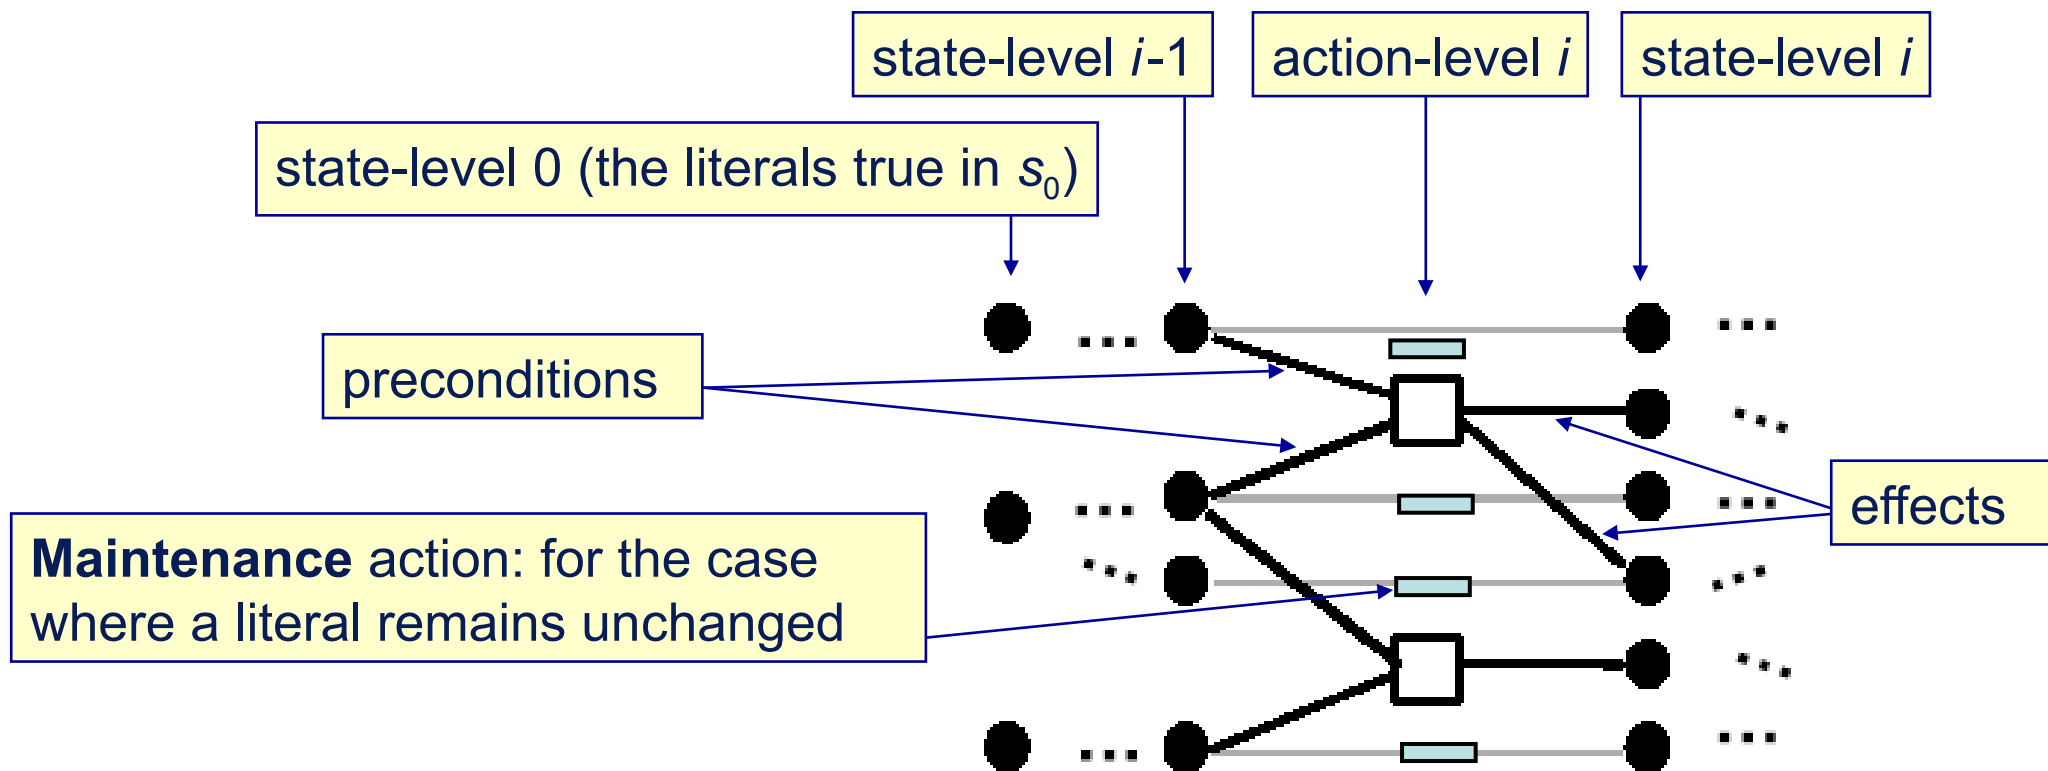 state-level i-1
action-level i
state-level i
state-level 0 (the literals true in s₀)
preconditions
effects
Maintenance action: for the case
where a literal remains unchanged